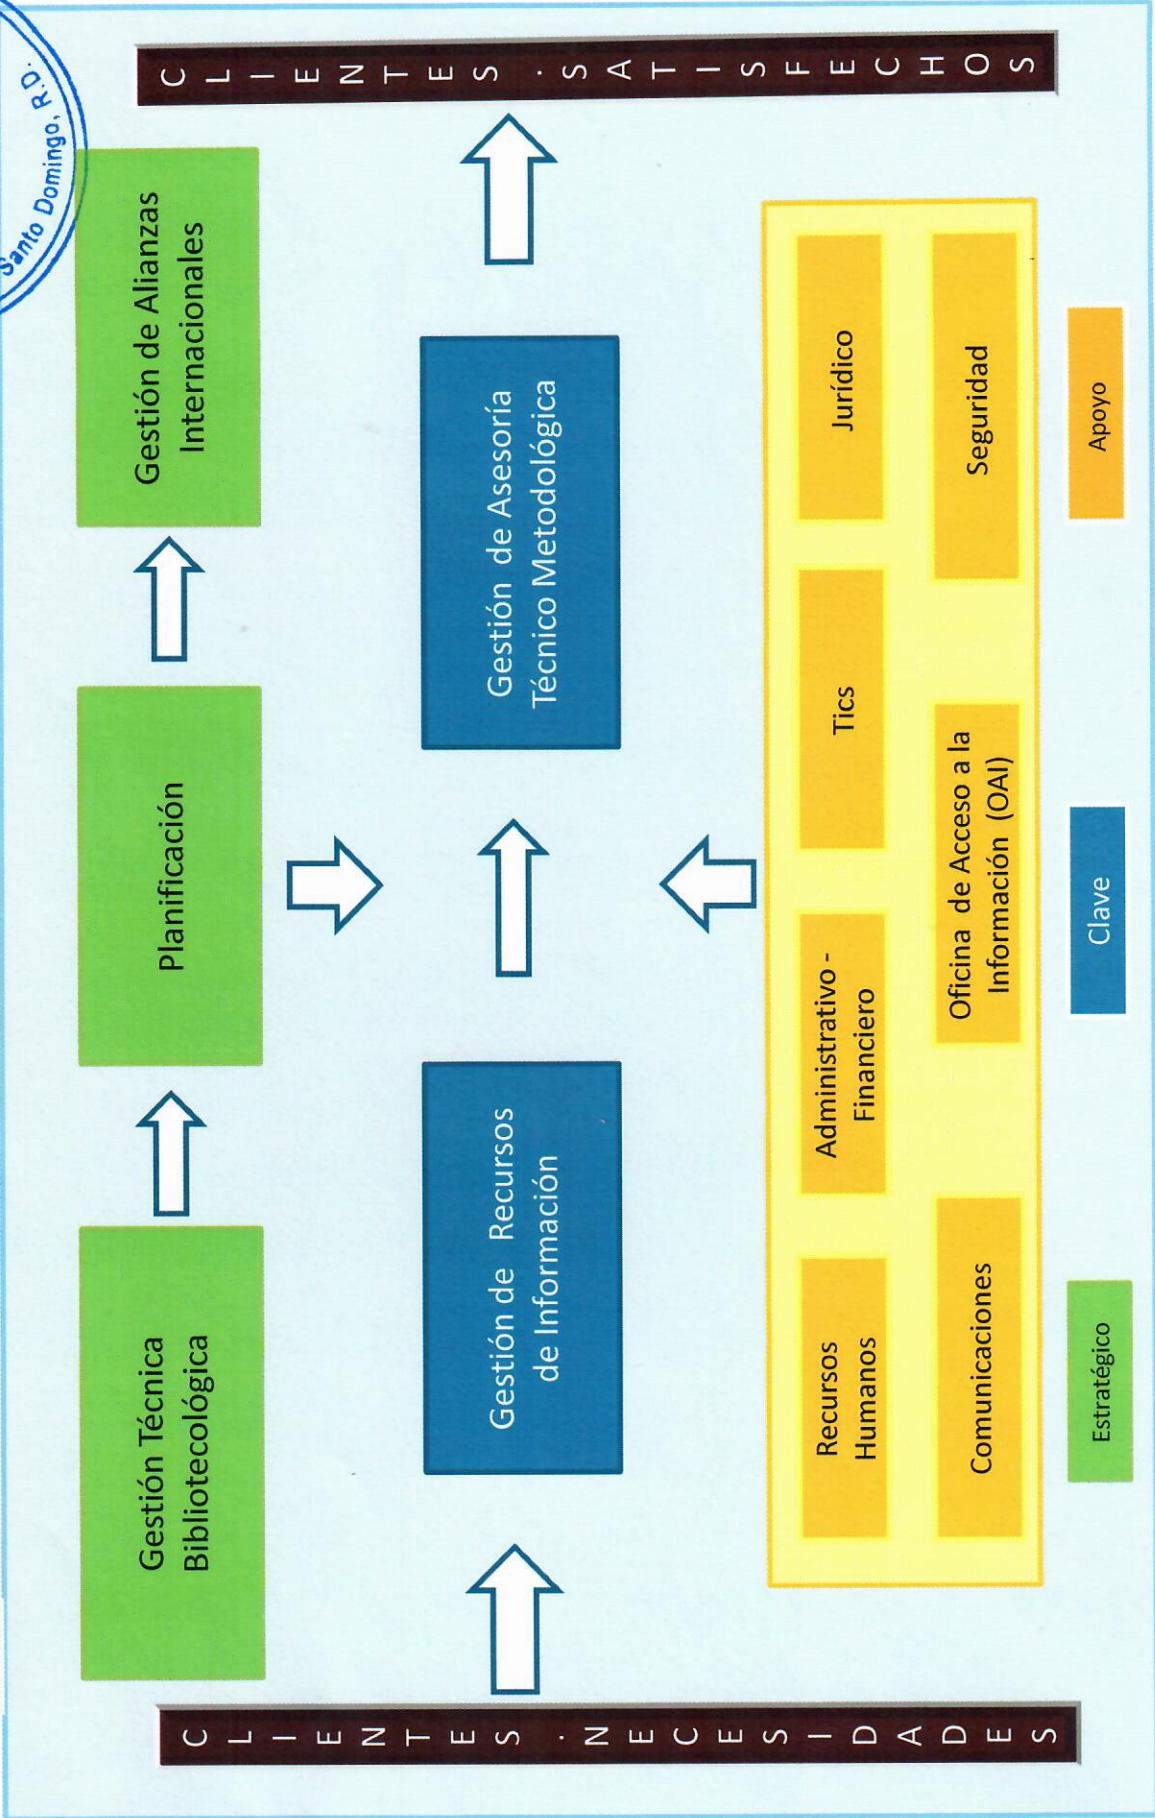 Santo Domingo, R.D.
CLIENTES · NECESIDADES
Gestión Técnica
Bibliotecológica
Planificación
Gestión de Alianzas
Internacionales
Gestión de Recursos
de Información
Gestión de Asesoría
Técnico Metodológica
Recursos
Humanos
Administrativo -
Financiero
Tics
Jurídico
Comunicaciones
Oficina de Acceso a la
Información (OAI)
Seguridad
Estratégico
Clave
Apoyo
CLIENTES · SATISFECHOS